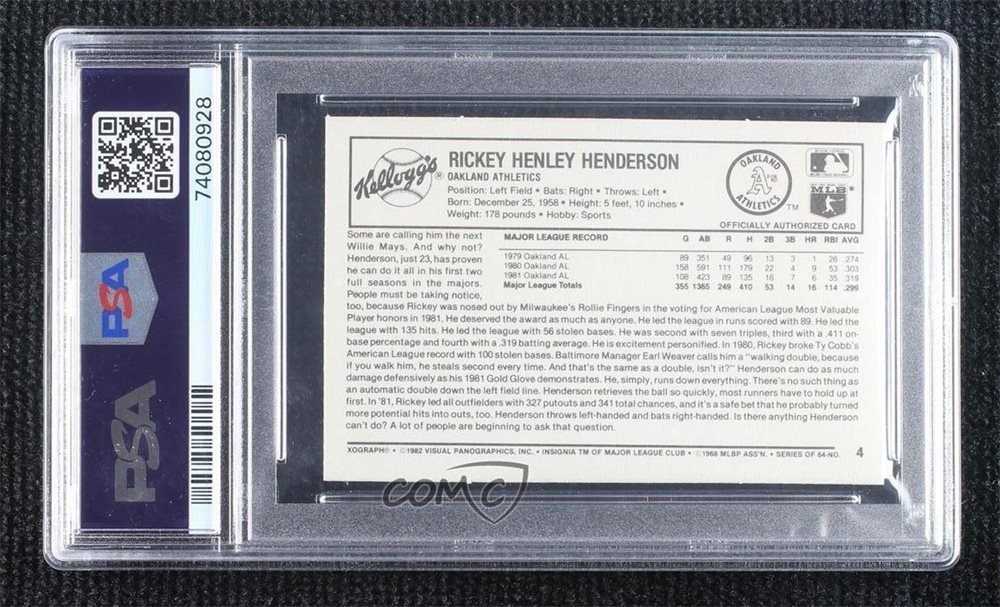 74080928
PSA
PSA
Kellogg's®
RICKEY HENLEY HENDERSON
OAKLAND ATHLETICS
Position: Left Field • Bats: Right • Throws: Left •
Born: December 25, 1958 • Height: 5 feet, 10 inches •
Weight: 178 pounds • Hobby: Sports
OAKLAND
A's
ATHLETICS
TM
MLB
OFFICIALLY AUTHORIZED CARD
Some are calling him the next
Willie Mays. And why not?
Henderson, just 23, has proven
he can do it all in his first two
full seasons in the majors.
People must be taking notice,
MAJOR LEAGUE RECORD G AB R H 2B 3B HR RBI AVG
1979 Oakland AL 89 351 49 96 13 3 1 26 .274
1980 Oakland AL 158 591 111 179 22 4 9 53 .303
1981 Oakland AL 108 423 89 135 18 7 6 35 .319
Major League Totals 355 1365 249 410 53 14 16 114 .299
too, because Rickey was nosed out by Milwaukee's Rollie Fingers in the voting for American League Most Valuable
Player honors in 1981. He deserved the award as much as anyone. He led the league in runs scored with 89. He led the
league with 135 hits. He led the league with 56 stolen bases. He was second with seven triples, third with a .411 on-
base percentage and fourth with a .319 batting average. He is excitement personified. In 1980, Rickey broke Ty Cobb's
American League record with 100 stolen bases. Baltimore Manager Earl Weaver calls him a "walking double, because
if you walk him, he steals second every time. And that's the same as a double, isn't it?" Henderson can do as much
damage defensively as his 1981 Gold Glove demonstrates. He, simply, runs down everything. There's no such thing as
an automatic double down the left field line. Henderson retrieves the ball so quickly, most runners have to hold up at
first. In '81, Rickey led all outfielders with 327 putouts and 341 total chances, and it's a safe bet that he probably turned
more potential hits into outs, too. Henderson throws left-handed and bats right-handed. Is there anything Henderson
can't do? A lot of people are beginning to ask that question.
XOGRAPH® • ©1982 VISUAL PANOGRAPHICS, INC. • INSIGNIA TM OF MAJOR LEAGUE CLUB • ©1968 MLBP ASS'N. • SERIES OF 64-NO. 4
COMC